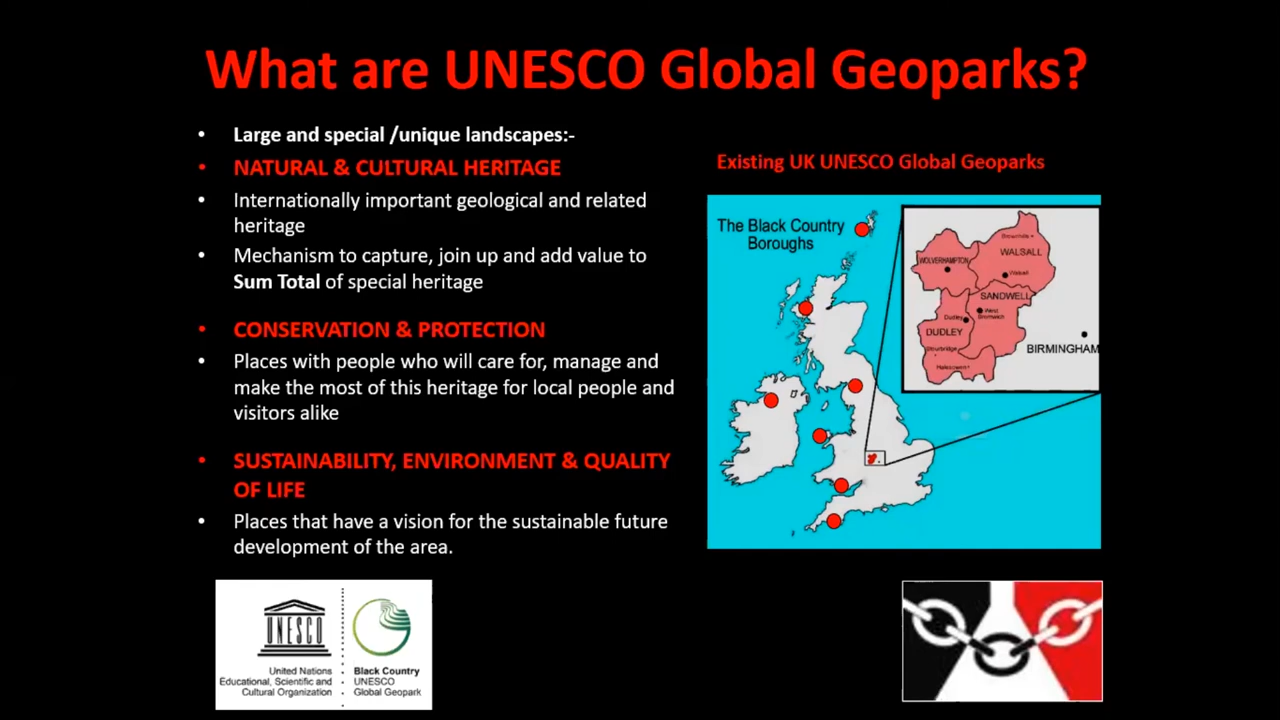 What are UNESCO Global Geoparks?
• Large and special /unique landscapes:-
• NATURAL & CULTURAL HERITAGE
• Internationally important geological and related
heritage
• Mechanism to capture, join up and add value to
Sum Total of special heritage
• CONSERVATION & PROTECTION
• Places with people who will care for, manage and
make the most of this heritage for local people and
visitors alike
• SUSTAINABILITY, ENVIRONMENT & QUALITY
OF LIFE
• Places that have a vision for the sustainable future
development of the area.
Existing UK UNESCO Global Geoparks
The Black Country
Boroughs
Brownhills
WALSALL
WOLVERHAMPTON
Walsall
SANDWELL
West
Bromwich
Dudley
DUDLEY
Stourbridge
Halesowen
BIRMINGHAM
UNESCO
United Nations
Educational, Scientific and
Cultural Organization
Black Country
UNESCO
Global Geopark